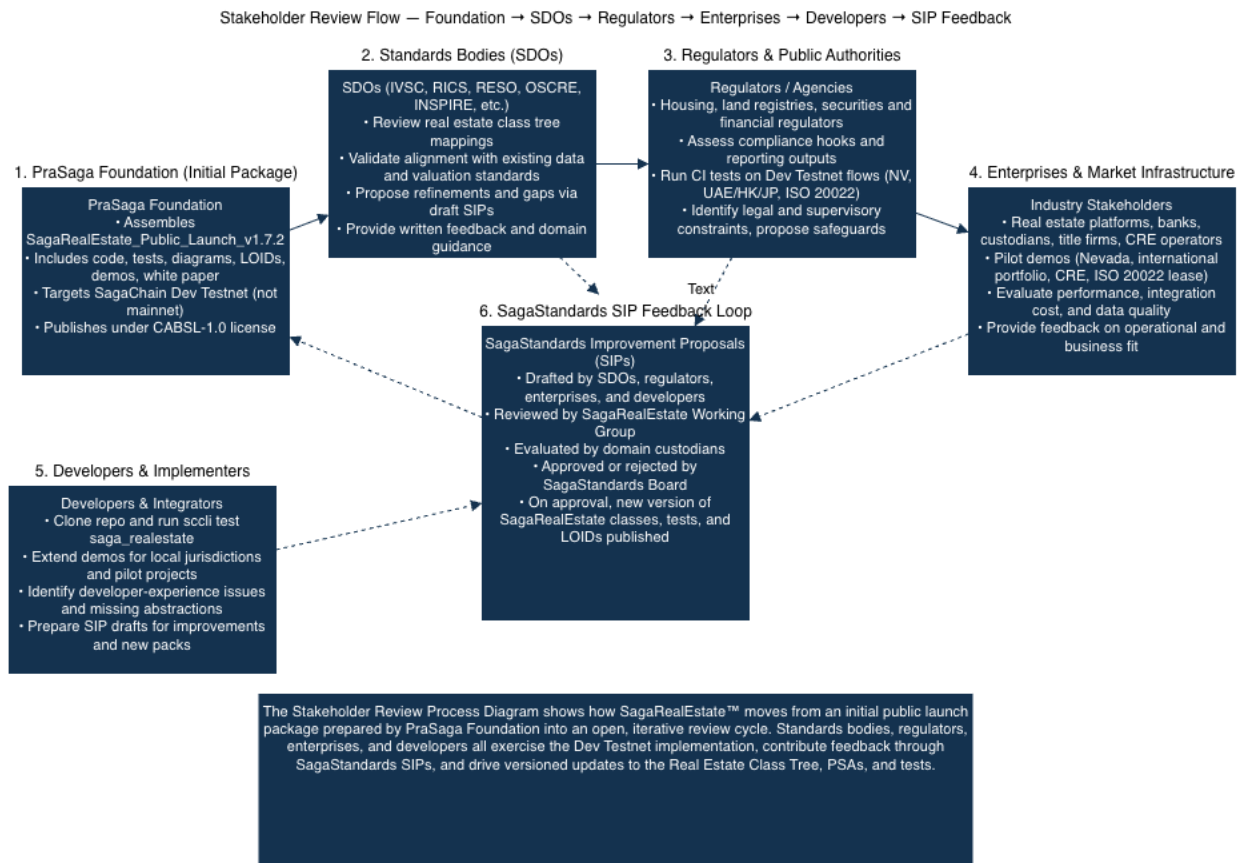 Stakeholder Review Flow — Foundation → SDOs → Regulators → Enterprises → Developers → SIP Feedback
1. PraSaga Foundation (Initial Package)
PraSaga Foundation
• Assembles
SagaRealEstate_Public_Launch_v1.7.2
• Includes code, tests, diagrams, LOIDs,
demos, white paper
• Targets SagaChain Dev Testnet (not
mainnet)
• Publishes under CABSL-1.0 license
2. Standards Bodies (SDOs)
SDOs (IVSC, RICS, RESO, OSCRE,
INSPIRE, etc.)
• Review real estate class tree
mappings
• Validate alignment with existing data
and valuation standards
• Propose refinements and gaps via
draft SIPs
• Provide written feedback and domain
guidance
3. Regulators & Public Authorities
Regulators / Agencies
• Housing, land registries, securities and
financial regulators
• Assess compliance hooks and
reporting outputs
• Run CI tests on Dev Testnet flows (NV,
UAE/HK/JP, ISO 20022)
• Identify legal and supervisory
constraints, propose safeguards
4. Enterprises & Market Infrastructure
Industry Stakeholders
• Real estate platforms, banks,
custodians, title firms, CRE operators
• Pilot demos (Nevada, international
portfolio, CRE, ISO 20022 lease)
• Evaluate performance, integration
cost, and data quality
• Provide feedback on operational and
business fit
5. Developers & Implementers
Developers & Integrators
• Clone repo and run sccli test
saga_realestate
• Extend demos for local jurisdictions
and pilot projects
• Identify developer-experience issues
and missing abstractions
• Prepare SIP drafts for improvements
and new packs
Text
6. SagaStandards SIP Feedback Loop
SagaStandards Improvement Proposals
(SIPs)
• Drafted by SDOs, regulators,
enterprises, and developers
• Reviewed by SagaRealEstate Working
Group
• Evaluated by domain custodians
• Approved or rejected by
SagaStandards Board
• On approval, new version of
SagaRealEstate classes, tests, and
LOIDs published
The Stakeholder Review Process Diagram shows how SagaRealEstate™ moves from an initial public launch
package prepared by PraSaga Foundation into an open, iterative review cycle. Standards bodies, regulators,
enterprises, and developers all exercise the Dev Testnet implementation, contribute feedback through
SagaStandards SIPs, and drive versioned updates to the Real Estate Class Tree, PSAs, and tests.